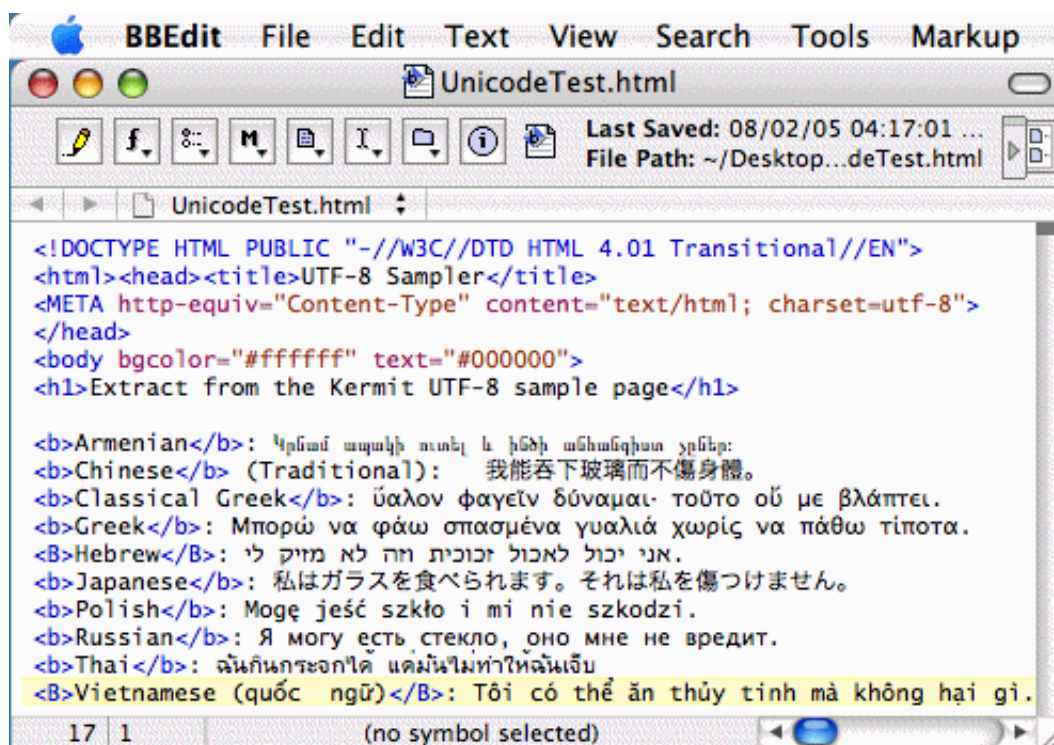 BBEdit File Edit Text View Search Tools Markup
UnicodeTest.html
Last Saved: 08/02/05 04:17:01 ...
File Path: ~/Desktop...deTest.html
UnicodeTest.html
<!DOCTYPE HTML PUBLIC "-//W3C//DTD HTML 4.01 Transitional//EN">
<html><head><title>UTF-8 Sampler</title>
<META http-equiv="Content-Type" content="text/html; charset=utf-8">
</head>
<body bgcolor="#ffffff" text="#000000">
<h1>Extract from the Kermit UTF-8 sample page</h1>
<b>Armenian</b>: Կրնամ ապակի ուտել և ինծի անհանգիստ չըներ:
<b>Chinese</b> (Traditional): 我能吞下玻璃而不傷身體。
<b>Classical Greek</b>: ὕαλον φαγεῖν δύναμαι· τοῦτο οὔ με βλάπτει.
<b>Greek</b>: Μπορώ να φάω σπασμένα γυαλιά χωρίς να πάθω τίποτα.
<B>Hebrew</B>: אני יכול לאכול זכוכית וזה לא מזיק לי.
<b>Japanese</b>: 私はガラスを食べられます。それは私を傷つけません。
<b>Polish</b>: Mogę jeść szkło i mi nie szkodzi.
<b>Russian</b>: Я могу есть стекло, оно мне не вредит.
<b>Thai</b>: ฉันกินกระจกได้ แต่มันไม่ทำให้ฉันเจ็บ
<B>Vietnamese (quốc ngữ)</B>: Tôi có thể ăn thủy tinh mà không hại gì.
17 1 (no symbol selected)